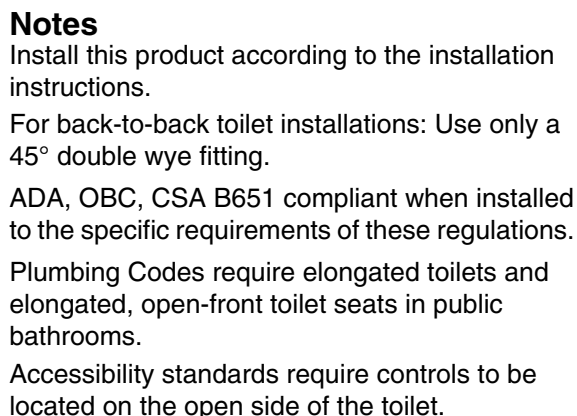 Notes
Install this product according to the installation
instructions.
For back-to-back toilet installations: Use only a
45° double wye fitting.
ADA, OBC, CSA B651 compliant when installed
to the specific requirements of these regulations.
Plumbing Codes require elongated toilets and
elongated, open-front toilet seats in public
bathrooms.
Accessibility standards require controls to be
located on the open side of the toilet.